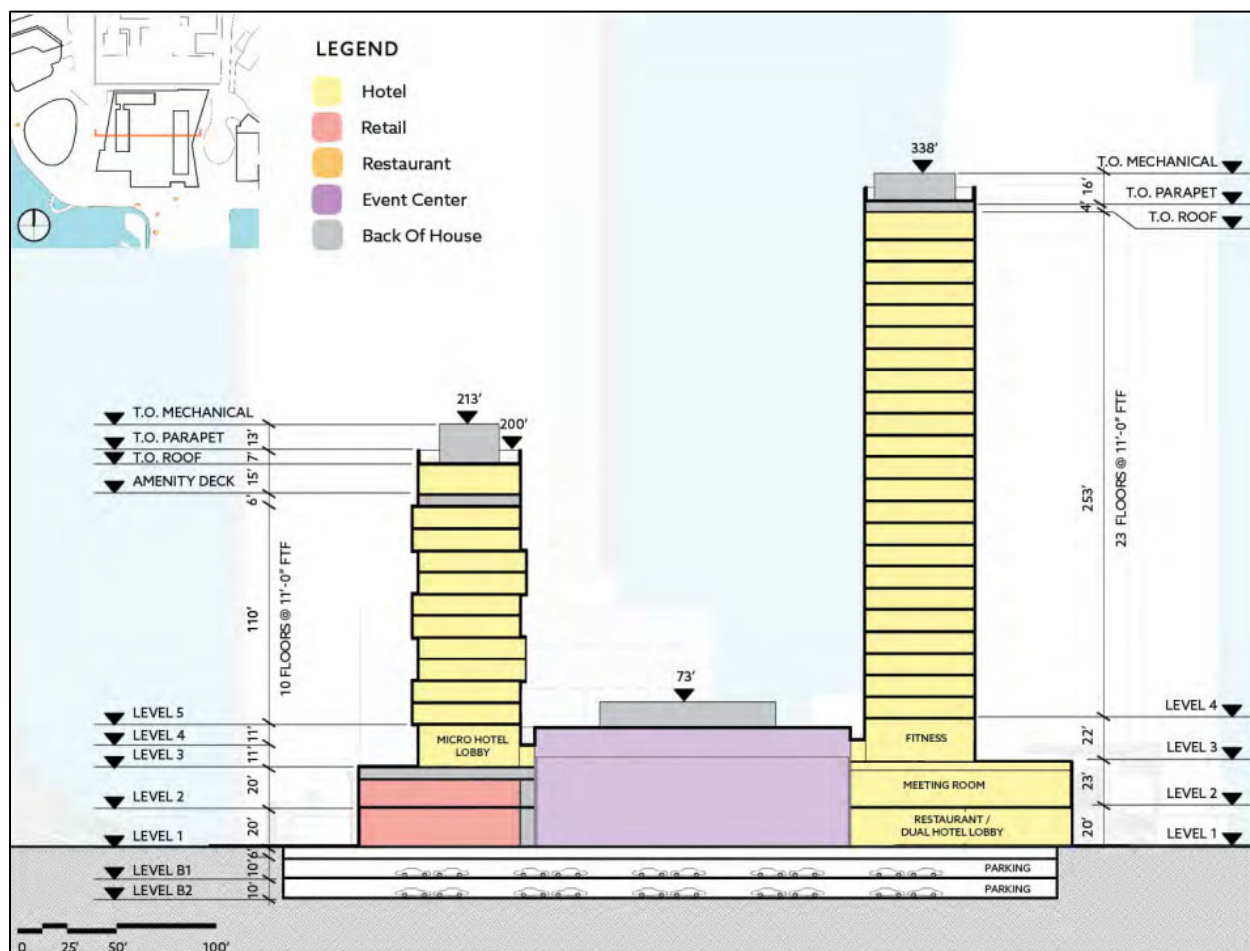 LEGEND
Hotel
Retail
Restaurant
Event Center
Back Of House
338'
T.O. MECHANICAL
16'
T.O. PARAPET
4'
T.O. ROOF
253'
23 FLOORS @ 11'-0" FTF
213'
200'
T.O. MECHANICAL
13'
T.O. PARAPET
7'
T.O. ROOF
15'
AMENITY DECK
6'
110'
10 FLOORS @ 11'-0" FTF
73'
LEVEL 5
LEVEL 4
11'
LEVEL 3
11'
20'
LEVEL 2
20'
LEVEL 1
6'
LEVEL B1
10'
LEVEL B2
10'
MICRO HOTEL
LOBBY
FITNESS
MEETING ROOM
RESTAURANT /
DUAL HOTEL LOBBY
PARKING
PARKING
LEVEL 4
22'
LEVEL 3
23'
LEVEL 2
20'
LEVEL 1
0 25' 50' 100'